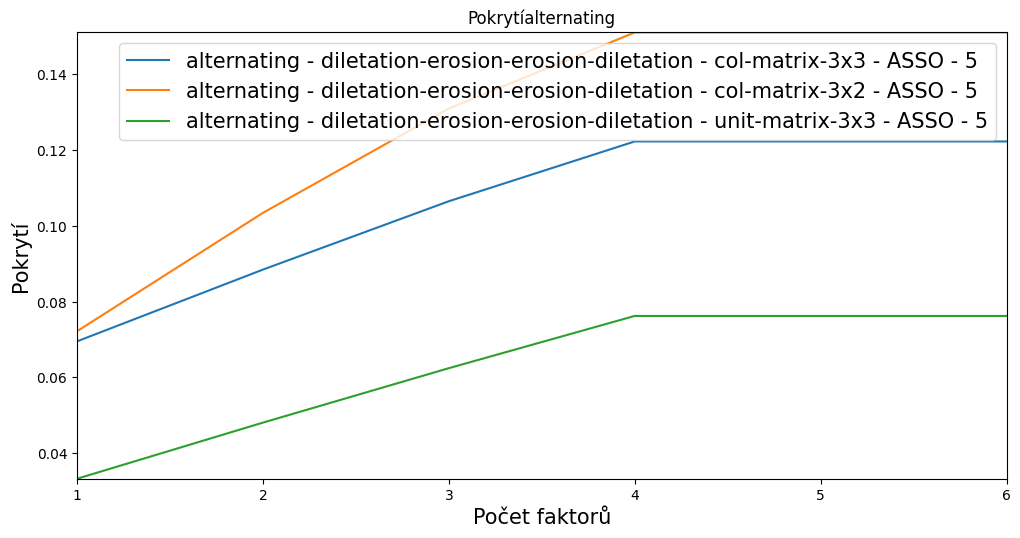 Pokrytíalternating
alternating - diletation-erosion-erosion-diletation - col-matrix-3x3 - ASSO - 5
alternating - diletation-erosion-erosion-diletation - col-matrix-3x2 - ASSO - 5
alternating - diletation-erosion-erosion-diletation - unit-matrix-3x3 - ASSO - 5
Pokrytí
0.14
0.12
0.10
0.08
0.06
0.04
1 2 3 4 5 6
Počet faktorů